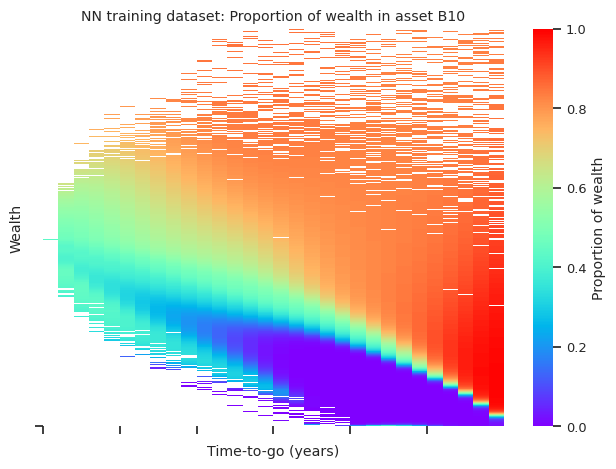 NN training dataset: Proportion of wealth in asset B10
Wealth
Time-to-go (years)
1.0
0.8
0.6
0.4
0.2
0.0
Proportion of wealth